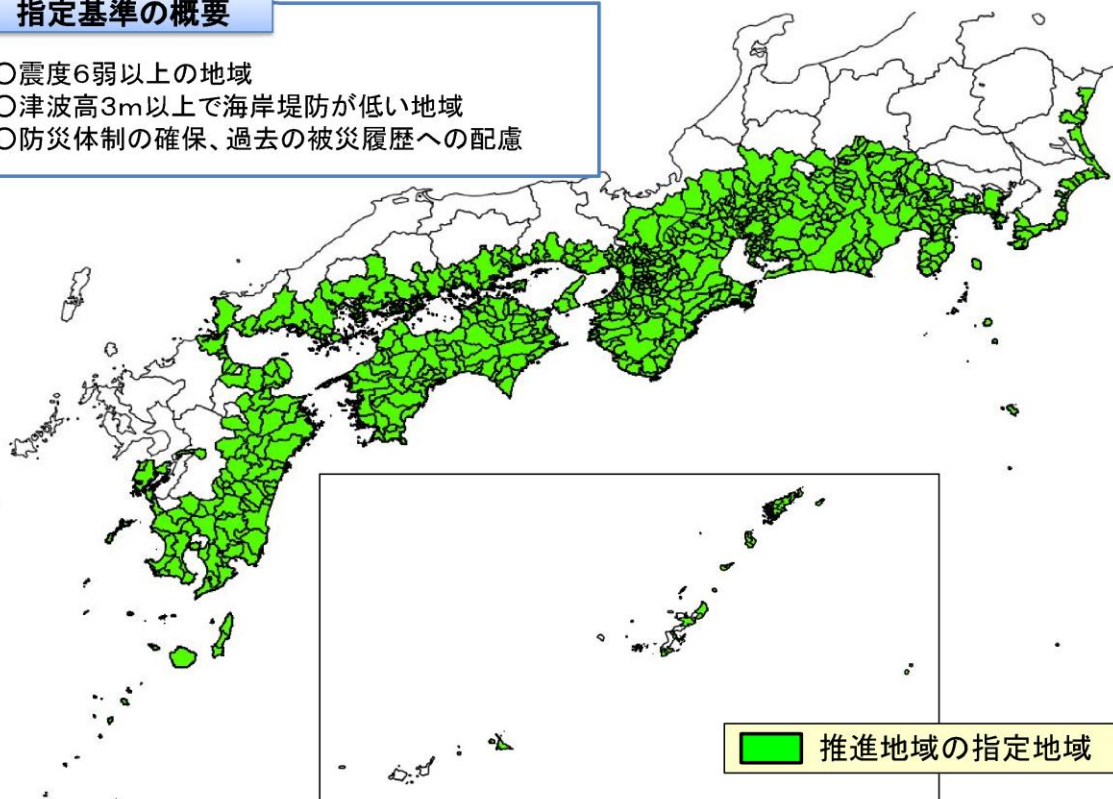 指定基準の概要
○震度6弱以上の地域
○津波高3m以上で海岸堤防が低い地域
○防災体制の確保、過去の被災履歴への配慮
推進地域の指定地域